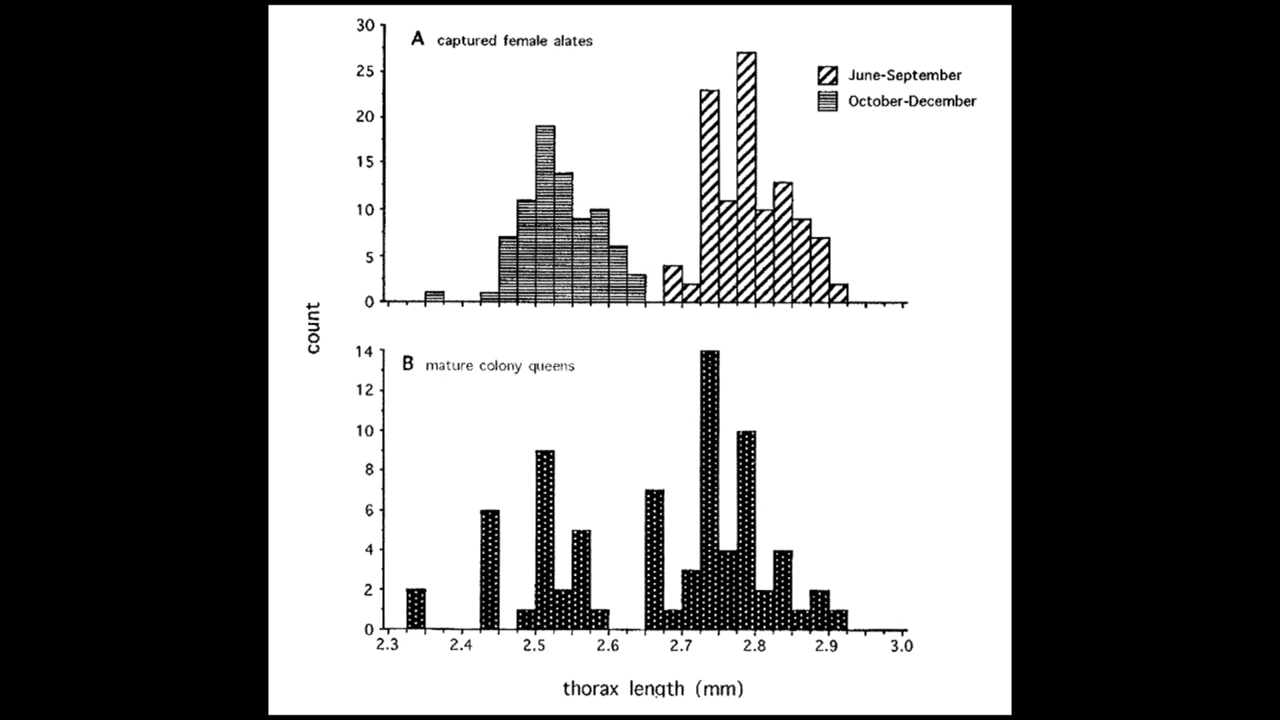 30
A captured female alates
25
June-September
October-December
20
15
10
5
0
count
14
B mature colony queens
12
10
8
6
4
2
0
2.3 2.4 2.5 2.6 2.7 2.8 2.9 3.0
thorax length (mm)